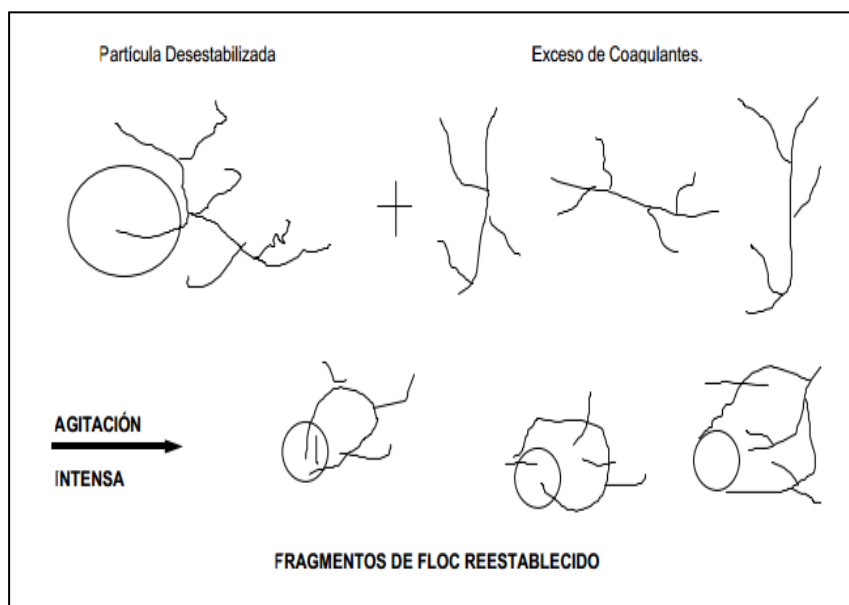 Partícula Desestabilizada
Exceso de Coagulantes.
AGITACIÓN
INTENSA
FRAGMENTOS DE FLOC REESTABLECIDO